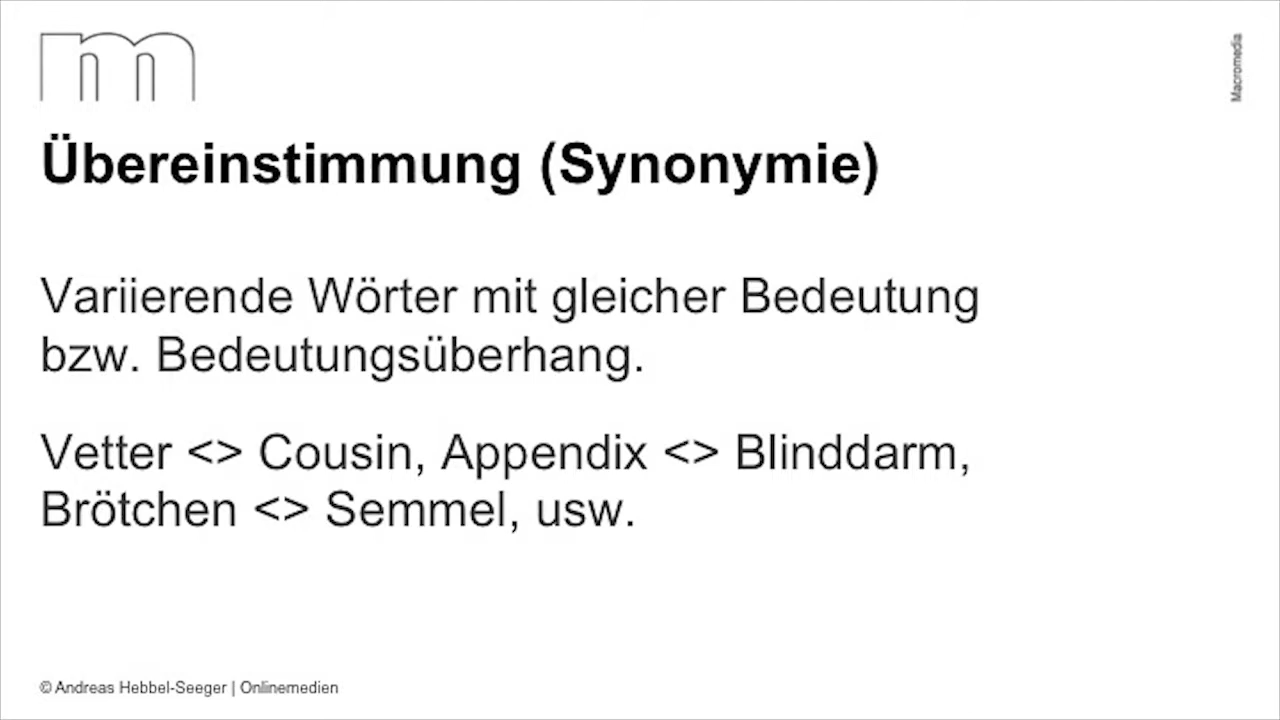 m
Macromedia
Übereinstimmung (Synonymie)
Variierende Wörter mit gleicher Bedeutung
bzw. Bedeutungsüberhang.
Vetter <> Cousin, Appendix <> Blinddarm,
Brötchen <> Semmel, usw.
© Andreas Hebbel-Seeger | Onlinemedien